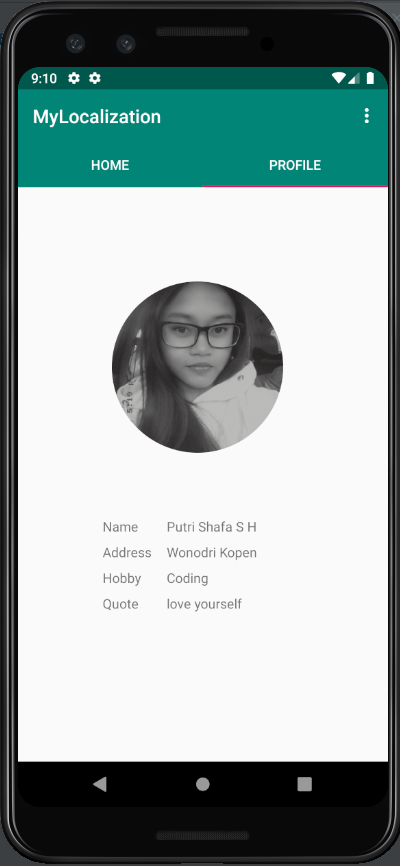 9:10
MyLocalization
HOME PROFILE
Name Putri Shafa S H
Address Wonodri Kopen
Hobby Coding
Quote love yourself